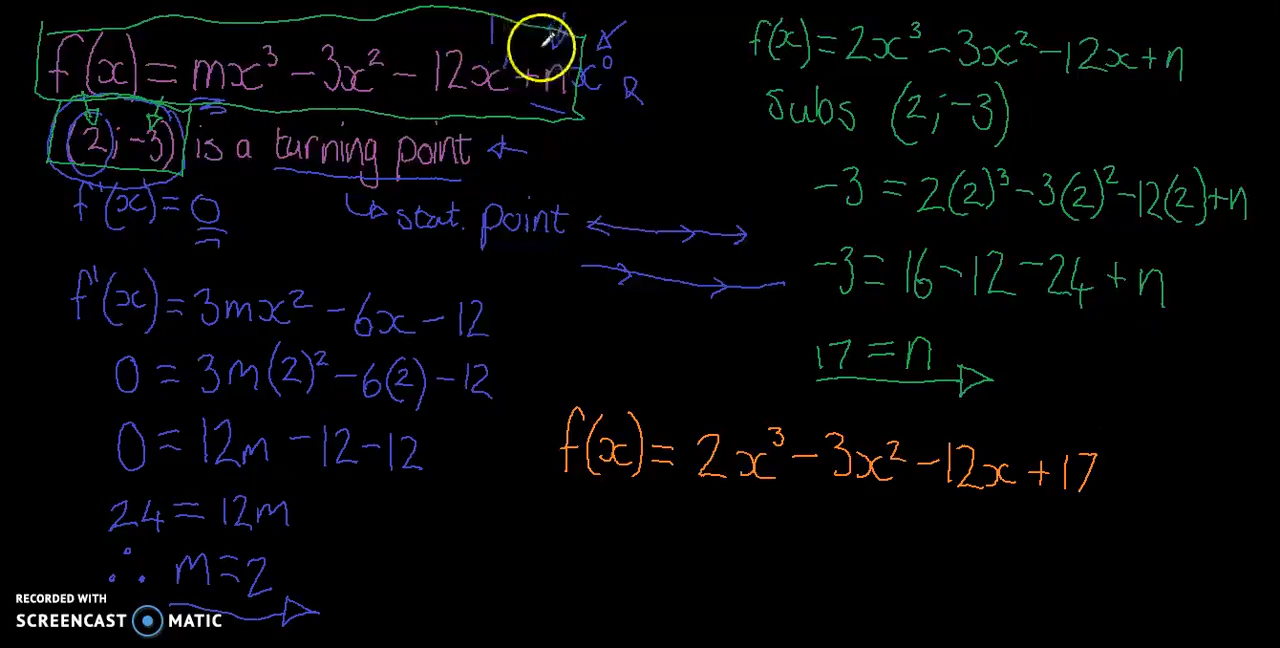 f(x) = mx³ - 3x² - 12x¹ + nx⁰
R
(2; -3) is a turning point
f'(x) = 0
↳ stat. point
f'(x) = 3mx² - 6x - 12
0 = 3m(2)² - 6(2) - 12
0 = 12m - 12 - 12
24 = 12m
∴ m = 2
f(x) = 2x³ - 3x² - 12x + n
subs (2; -3)
-3 = 2(2)³ - 3(2)² - 12(2) + n
-3 = 16 - 12 - 24 + n
17 = n
f(x) = 2x³ - 3x² - 12x + 17
RECORDED WITH
SCREENCAST MATIC